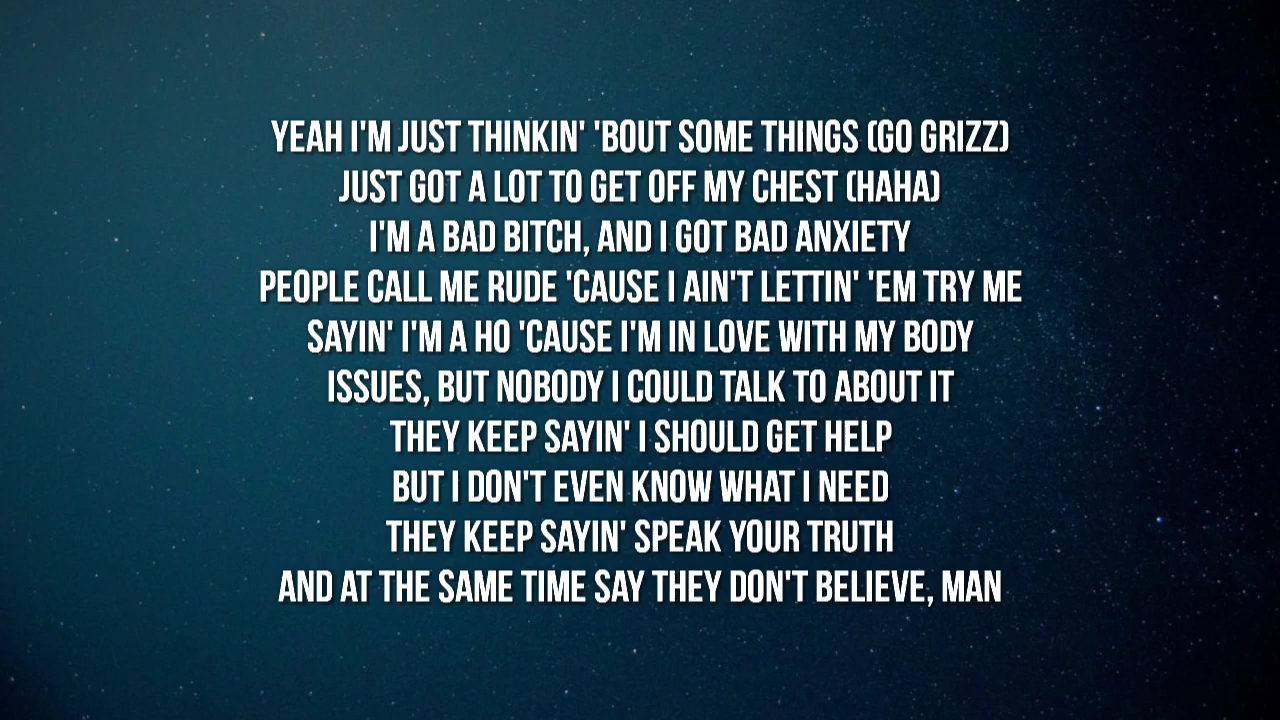 YEAH I'M JUST THINKIN' 'BOUT SOME THINGS (GO GRIZZ)
JUST GOT A LOT TO GET OFF MY CHEST (HAHA)
I'M A BAD BITCH, AND I GOT BAD ANXIETY
PEOPLE CALL ME RUDE 'CAUSE I AIN'T LETTIN' 'EM TRY ME
SAYIN' I'M A HO 'CAUSE I'M IN LOVE WITH MY BODY
ISSUES, BUT NOBODY I COULD TALK TO ABOUT IT
THEY KEEP SAYIN' I SHOULD GET HELP
BUT I DON'T EVEN KNOW WHAT I NEED
THEY KEEP SAYIN' SPEAK YOUR TRUTH
AND AT THE SAME TIME SAY THEY DON'T BELIEVE, MAN